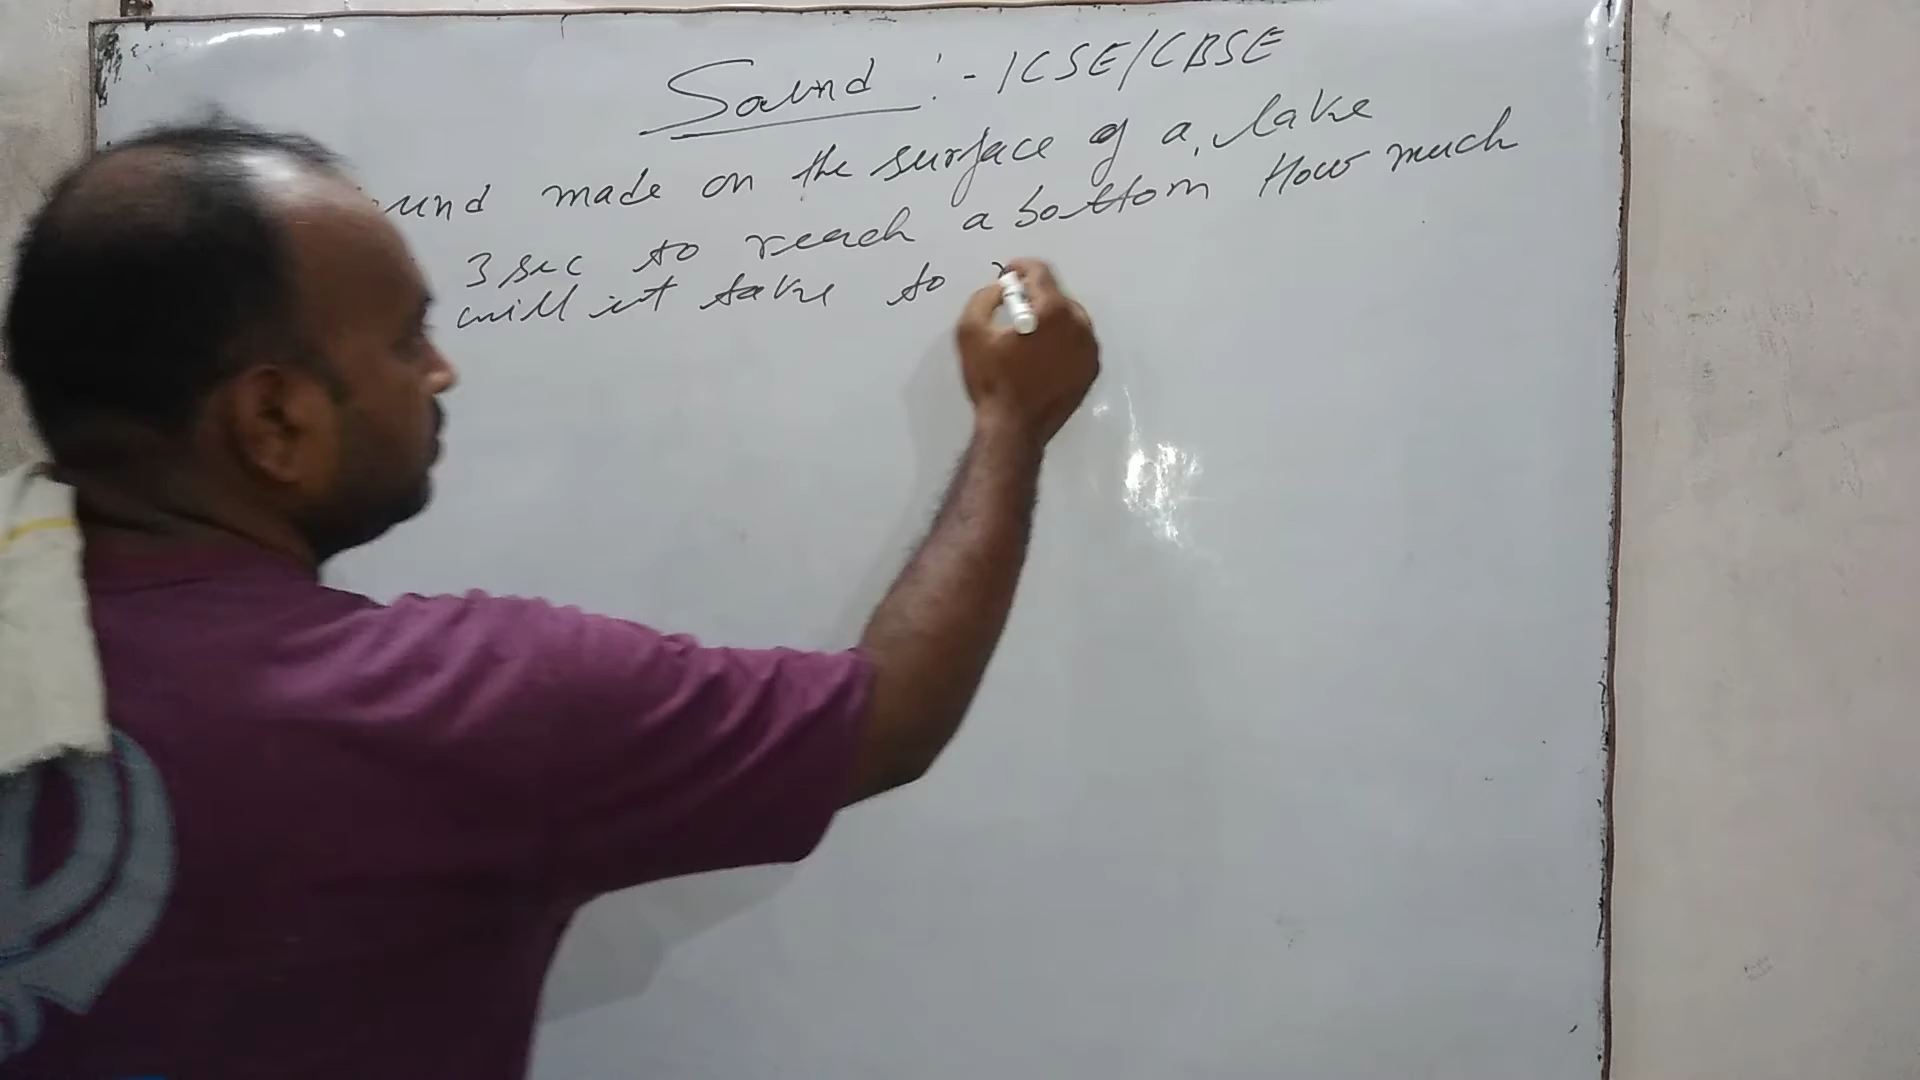 Sound :- ICSE/CBSE
made on the surface of a lake
3 sec to reach a bottom How much
will it take to